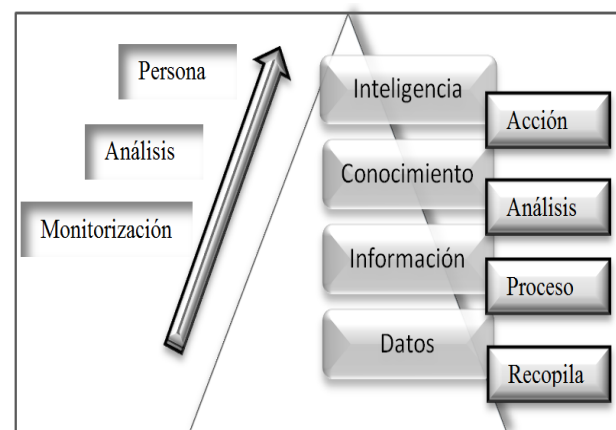 Persona
Análisis
Monitorización
Inteligencia
Conocimiento
Información
Datos
Acción
Análisis
Proceso
Recopila